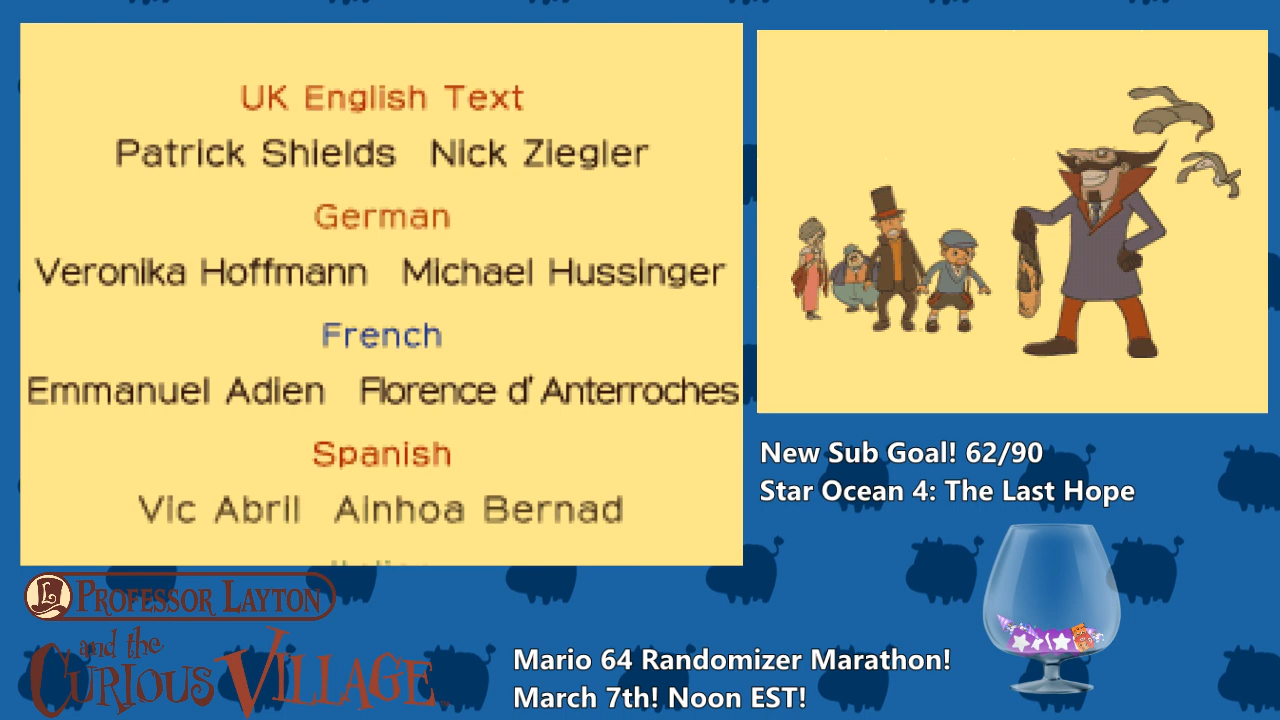 UK English Text
Patrick Shields Nick Ziegler
German
Veronika Hoffmann Michael Hussinger
French
Emmanuel Adien Florence d'Anterroches
Spanish
Vic Abril Ainhoa Bernad
New Sub Goal! 62/90
Star Ocean 4: The Last Hope
L PROFESSOR LAYTON
and the
CURIOUS VILLAGE
Mario 64 Randomizer Marathon!
March 7th! Noon EST!